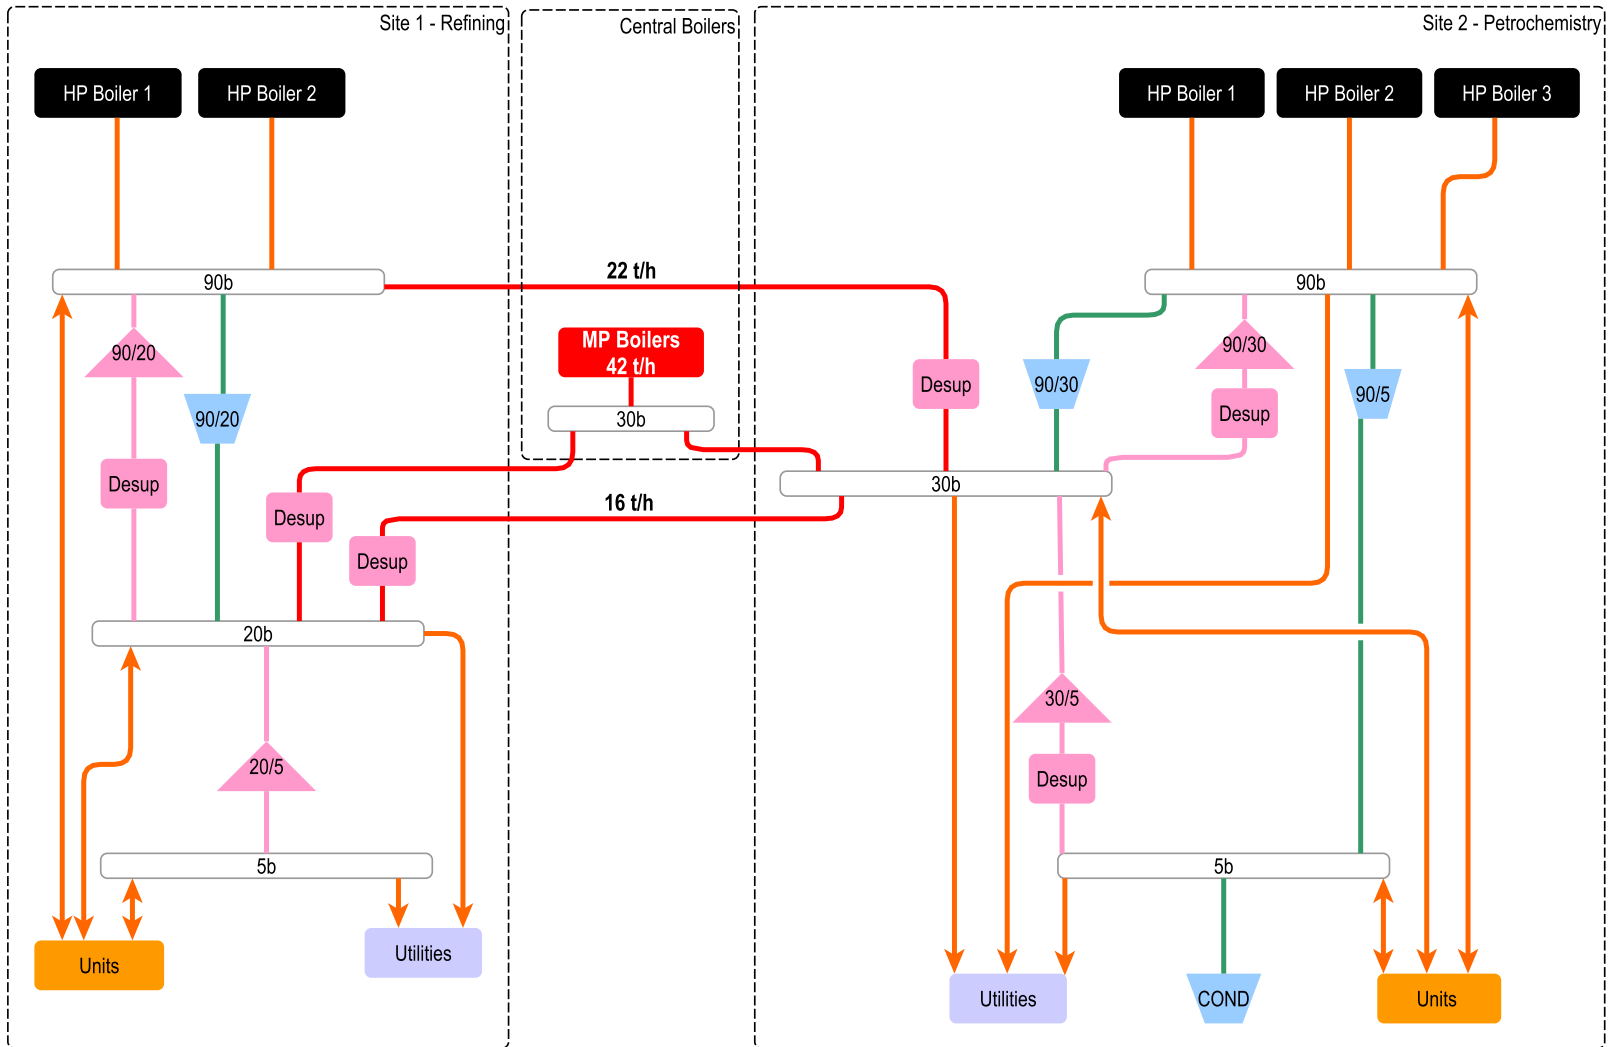 Site 1 - Refining
Central Boilers
Site 2 - Petrochemistry
HP Boiler 1
HP Boiler 2
HP Boiler 1
HP Boiler 2
HP Boiler 3
22 t/h
90b
90b
MP Boilers
42 t/h
90/20
90/30
Desup
90/30
90/5
90/20
30b
Desup
Desup
30b
16 t/h
Desup
Desup
20b
30/5
20/5
Desup
5b
5b
Units
Utilities
Utilities
COND
Units